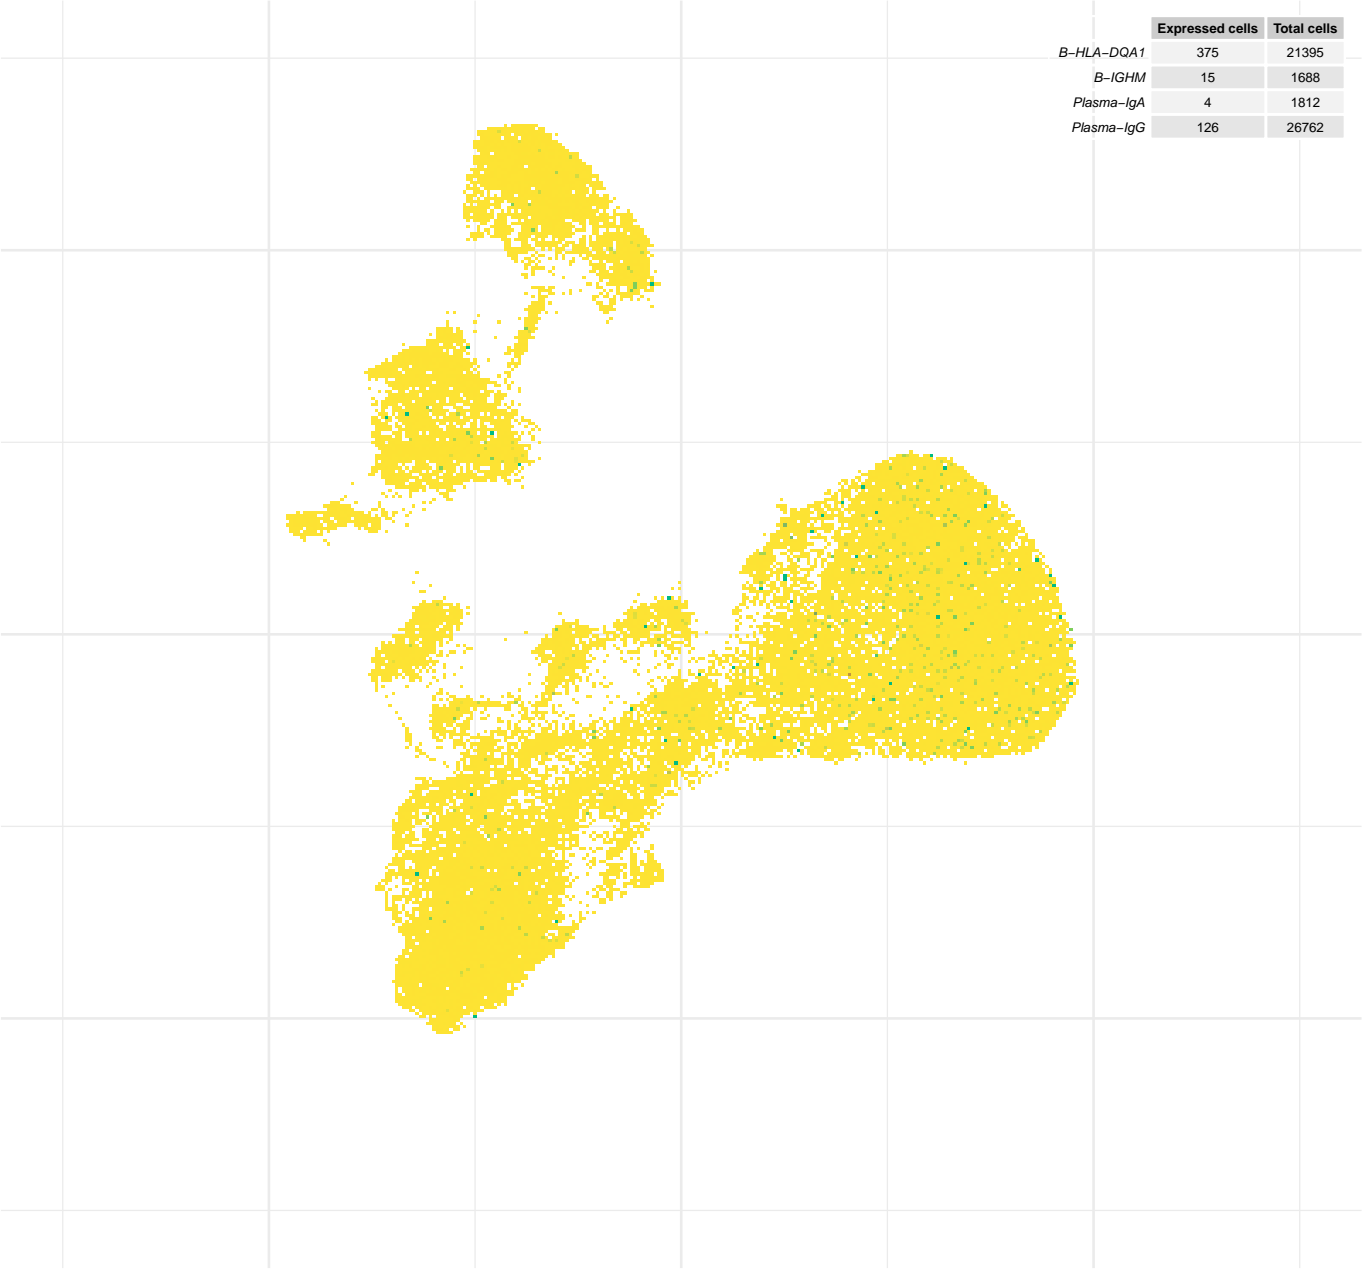 Expressed cells Total cells
B−HLA−DQA1 375 21395
B−IGHM 15 1688
Plasma−IgA 4 1812
Plasma−IgG 126 26762